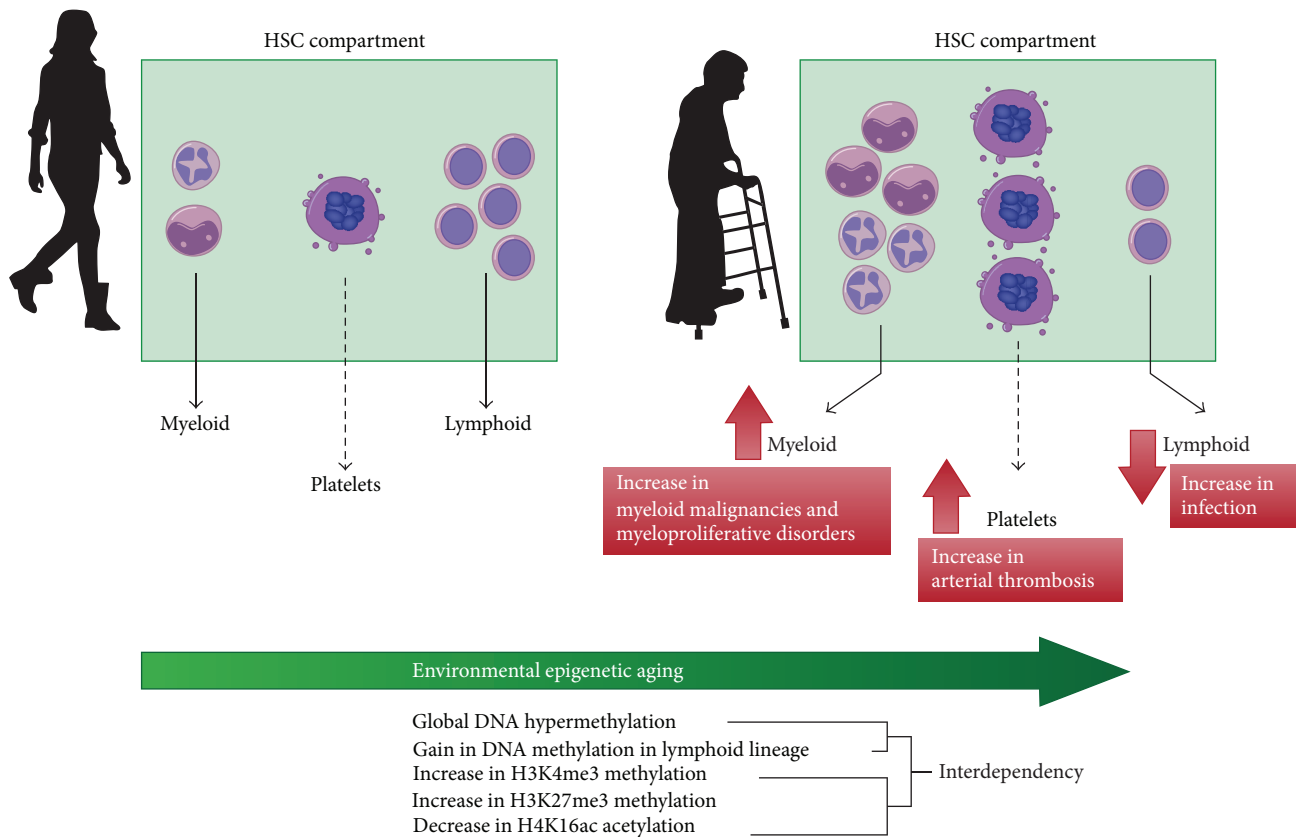 HSC compartment
Myeloid
Lymphoid
Platelets
HSC compartment
Myeloid
Increase in
myeloid malignancies and
myeloproliferative disorders
Platelets
Increase in
arterial thrombosis
Lymphoid
Increase in
infection
Environmental epigenetic aging
Global DNA hypermethylation
Gain in DNA methylation in lymphoid lineage
Increase in H3K4me3 methylation
Increase in H3K27me3 methylation
Decrease in H4K16ac acetylation
Interdependency